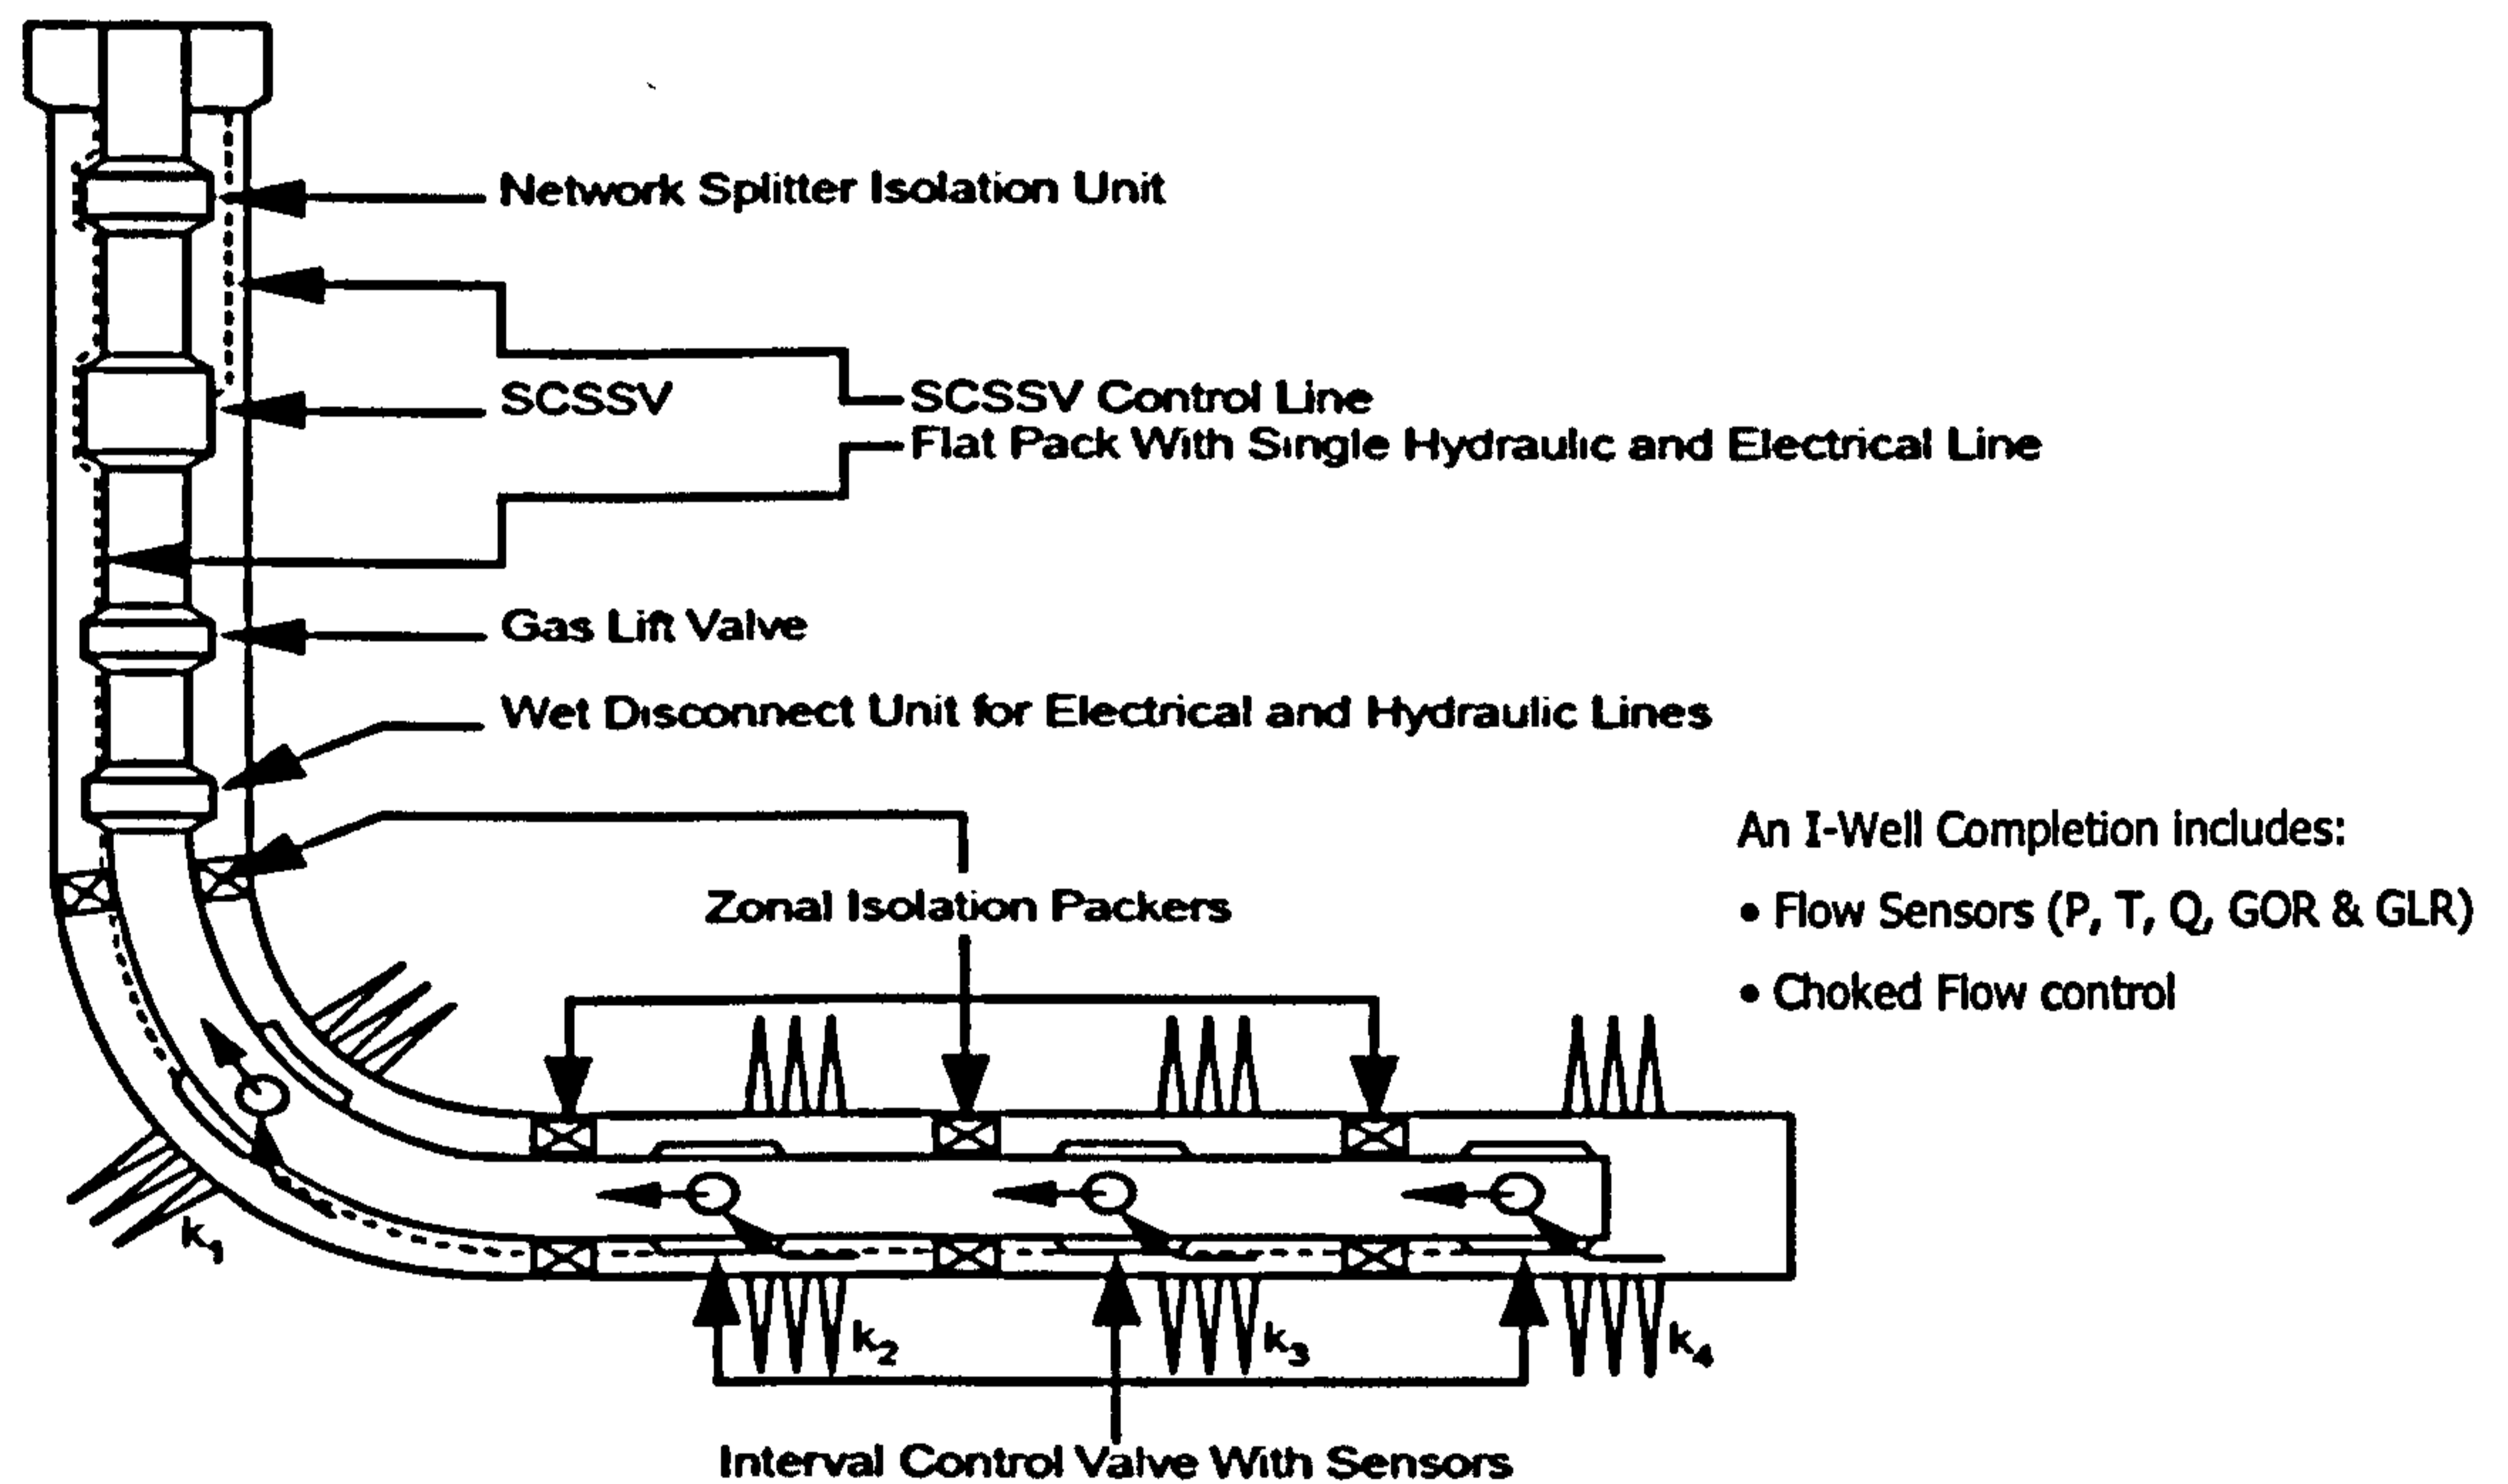 Network Splitter Isolation Unit
SCSSV
SCSSV Control Line
Flat Pack With Single Hydraulic and Electrical Line
Gas Lift Valve
Wet Disconnect Unit for Electrical and Hydraulic Lines
An I-Well Completion includes:
• Flow Sensors (P, T, Q, GOR & GLR)
• Choked Flow control
Zonal Isolation Packers
k1
k2
k3
k4
Interval Control Valve With Sensors